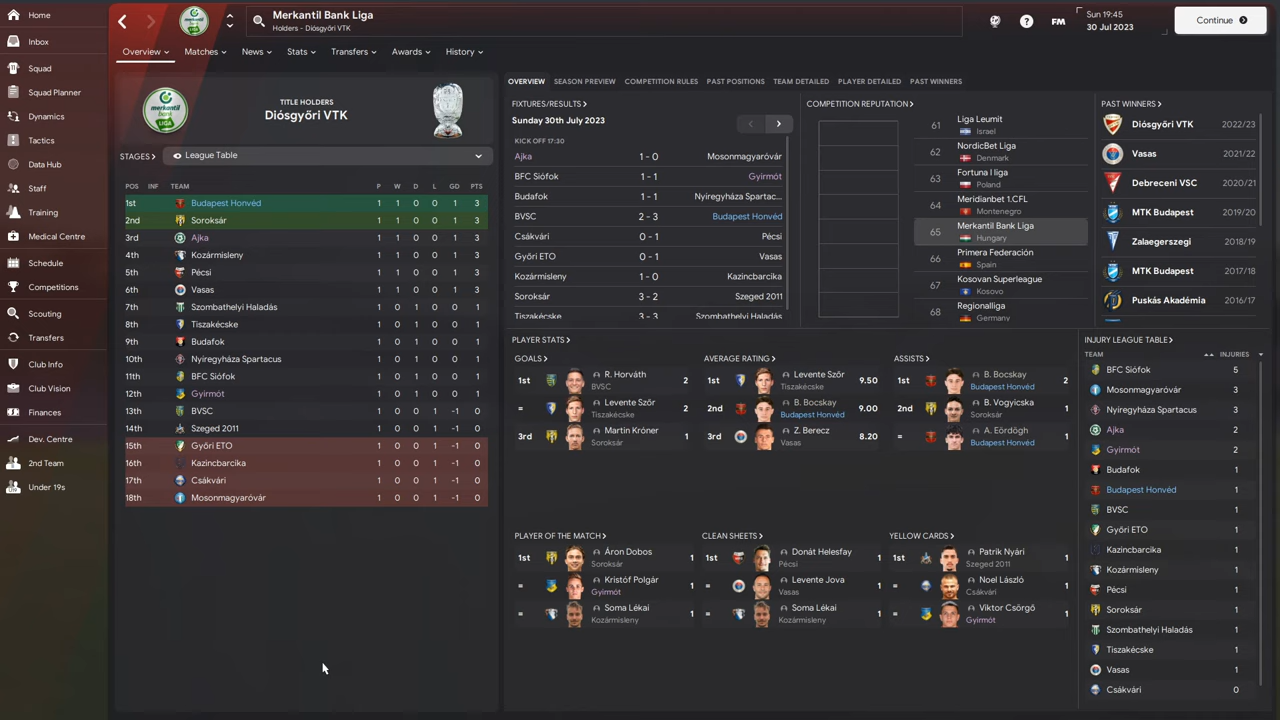 Home
Inbox
Squad
Squad Planner
Dynamics
Tactics
Data Hub
Staff
Training
Medical Centre
Schedule
Competitions
Scouting
Transfers
Club Info
Club Vision
Finances
Dev. Centre
2nd Team
Under 19s
Merkantil Bank Liga
Holders - Diósgyőri VTK
FM
Sun 19:45
30 Jul 2023
Continue
Overview Matches News Stats Transfers Awards History
TITLE HOLDERS
Diósgyőri VTK
STAGES League Table
POS INF TEAM P W D L GD PTS
1st Budapest Honvéd 1 1 0 0 1 3
2nd Soroksár 1 1 0 0 1 3
3rd Ajka 1 1 0 0 1 3
4th Kozármisleny 1 1 0 0 1 3
5th Pécsi 1 1 0 0 1 3
6th Vasas 1 1 0 0 1 3
7th Szombathelyi Haladás 1 0 1 0 0 1
8th Tiszakécske 1 0 1 0 0 1
9th Budafok 1 0 1 0 0 1
10th Nyíregyháza Spartacus 1 0 1 0 0 1
11th BFC Siófok 1 0 1 0 0 1
12th Gyirmót 1 0 1 0 0 1
13th BVSC 1 0 0 1 -1 0
14th Szeged 2011 1 0 0 1 -1 0
15th Győri ETO 1 0 0 1 -1 0
16th Kazincbarcika 1 0 0 1 -1 0
17th Csákvári 1 0 0 1 -1 0
18th Mosonmagyaróvár 1 0 0 1 -1 0
OVERVIEW SEASON PREVIEW COMPETITION RULES PAST POSITIONS TEAM DETAILED PLAYER DETAILED PAST WINNERS
FIXTURES/RESULTS
Sunday 30th July 2023
KICK OFF 17:30
Ajka 1 - 0 Mosonmagyaróvár
BFC Siófok 1 - 1 Gyirmót
Budafok 1 - 1 Nyíregyháza Spartac...
BVSC 2 - 3 Budapest Honvéd
Csákvári 0 - 1 Pécsi
Győri ETO 0 - 1 Vasas
Kozármisleny 1 - 0 Kazincbarcika
Soroksár 3 - 2 Szeged 2011
Tiszakécske 3 - 3 Szombathelyi Haladás
COMPETITION REPUTATION
61 Liga Leumit
Israel
62 NordicBet Liga
Denmark
63 Fortuna I liga
Poland
64 Meridianbet 1.CFL
Montenegro
65 Merkantil Bank Liga
Hungary
66 Primera Federación
Spain
67 Kosovan Superleague
Kosovo
68 Regionalliga
Germany
PAST WINNERS
Diósgyőri VTK 2022/23
Vasas 2021/22
Debreceni VSC 2020/21
MTK Budapest 2019/20
Zalaegerszegi 2018/19
MTK Budapest 2017/18
Puskás Akadémia 2016/17
PLAYER STATS
GOALS
1st R. Horváth 2
BVSC
= Levente Szőr 2
Tiszakécske
3rd Martin Króner 1
Soroksár
AVERAGE RATING
1st Levente Szőr 9.50
Tiszakécske
2nd B. Bocskay 9.00
Budapest Honvéd
3rd Z. Berecz 8.20
Vasas
ASSISTS
1st B. Bocskay 2
Budapest Honvéd
2nd B. Vogyicska 1
Soroksár
= A. Eördögh 1
Budapest Honvéd
PLAYER OF THE MATCH
1st Áron Dobos 1
Soroksár
= Kristóf Polgár 1
Gyirmót
= Soma Lékai 1
Kozármisleny
CLEAN SHEETS
1st Donát Helesfay 1
Pécsi
= Levente Jova 1
Vasas
= Soma Lékai 1
Kozármisleny
YELLOW CARDS
1st Patrik Nyári 1
Szeged 2011
= Noel László 1
Csákvári
= Viktor Csörgő 1
Gyirmót
INJURY LEAGUE TABLE
TEAM INJURIES
BFC Siófok 5
Mosonmagyaróvár 3
Nyíregyháza Spartacus 3
Ajka 2
Gyirmót 2
Budafok 1
Budapest Honvéd 1
BVSC 1
Győri ETO 1
Kazincbarcika 1
Kozármisleny 1
Pécsi 1
Soroksár 1
Szombathelyi Haladás 1
Tiszakécske 1
Vasas 1
Csákvári 0